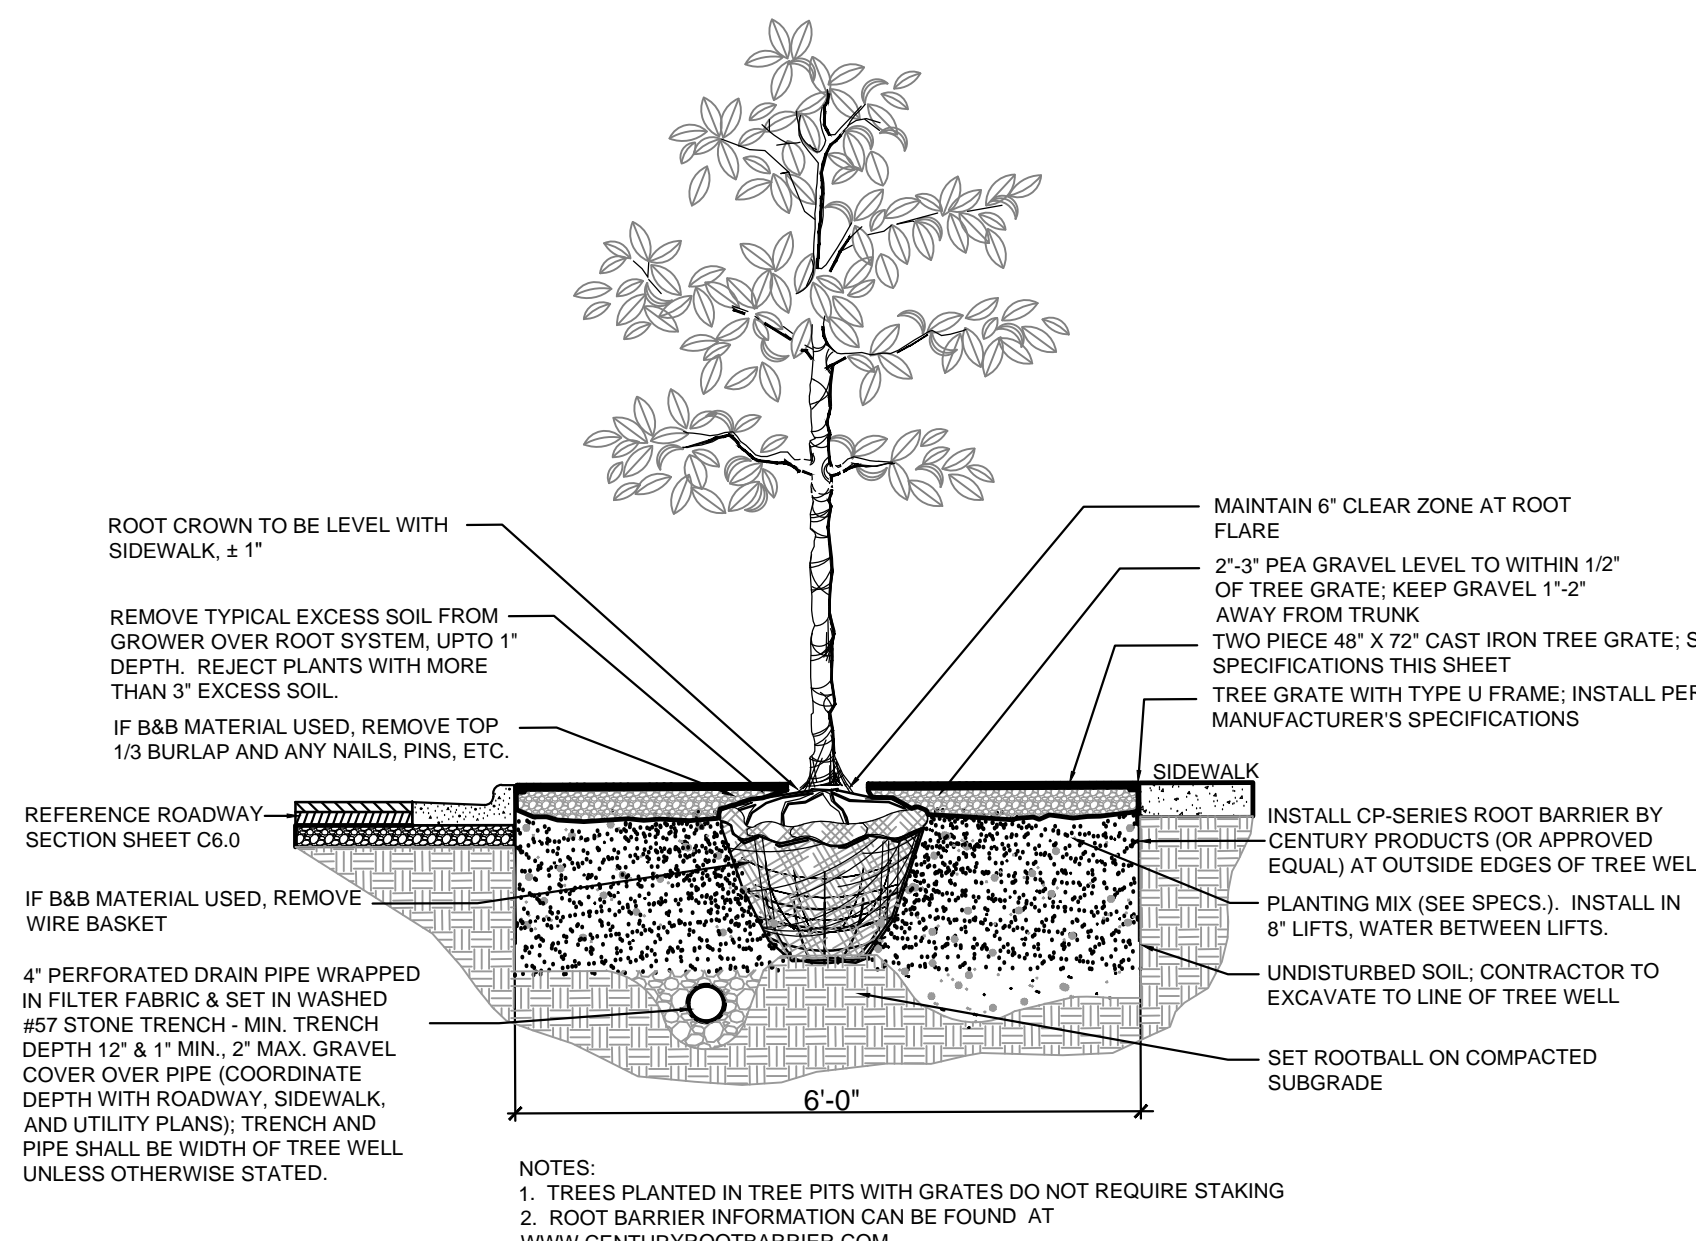 ROOT CROWN TO BE LEVEL WITH
SIDEWALK, ± 1"
REMOVE TYPICAL EXCESS SOIL FROM
GROWER OVER ROOT SYSTEM, UPTO 1"
DEPTH.  REJECT PLANTS WITH MORE
THAN 3" EXCESS SOIL.
IF B&B MATERIAL USED, REMOVE TOP
1/3 BURLAP AND ANY NAILS, PINS, ETC.
REFERENCE ROADWAY
SECTION SHEET C6.0
IF B&B MATERIAL USED, REMOVE
WIRE BASKET
4" PERFORATED DRAIN PIPE WRAPPED
IN FILTER FABRIC & SET IN WASHED
#57 STONE TRENCH - MIN. TRENCH
DEPTH 12" & 1" MIN., 2" MAX. GRAVEL
COVER OVER PIPE (COORDINATE
DEPTH WITH ROADWAY, SIDEWALK,
AND UTILITY PLANS); TRENCH AND
PIPE SHALL BE WIDTH OF TREE WELL
UNLESS OTHERWISE STATED.
MAINTAIN 6" CLEAR ZONE AT ROOT
FLARE
2"-3" PEA GRAVEL LEVEL TO WITHIN 1/2"
OF TREE GRATE; KEEP GRAVEL 1"-2"
AWAY FROM TRUNK
TWO PIECE 48" X 72" CAST IRON TREE GRATE;
SPECIFICATIONS THIS SHEET
TREE GRATE WITH TYPE U FRAME; INSTALL PER
MANUFACTURER'S SPECIFICATIONS
SIDEWALK
INSTALL CP-SERIES ROOT BARRIER BY
CENTURY PRODUCTS (OR APPROVED
EQUAL) AT OUTSIDE EDGES OF TREE WEL
PLANTING MIX (SEE SPECS.).  INSTALL IN
8" LIFTS, WATER BETWEEN LIFTS.
UNDISTURBED SOIL; CONTRACTOR TO
EXCAVATE TO LINE OF TREE WELL
SET ROOTBALL ON COMPACTED
SUBGRADE
6'-0"
NOTES:
1.  TREES PLANTED IN TREE PITS WITH GRATES DO NOT REQUIRE STAKING
2.  ROOT BARRIER INFORMATION CAN BE FOUND  AT
WWW.CENTURYROOTBARRIER.COM